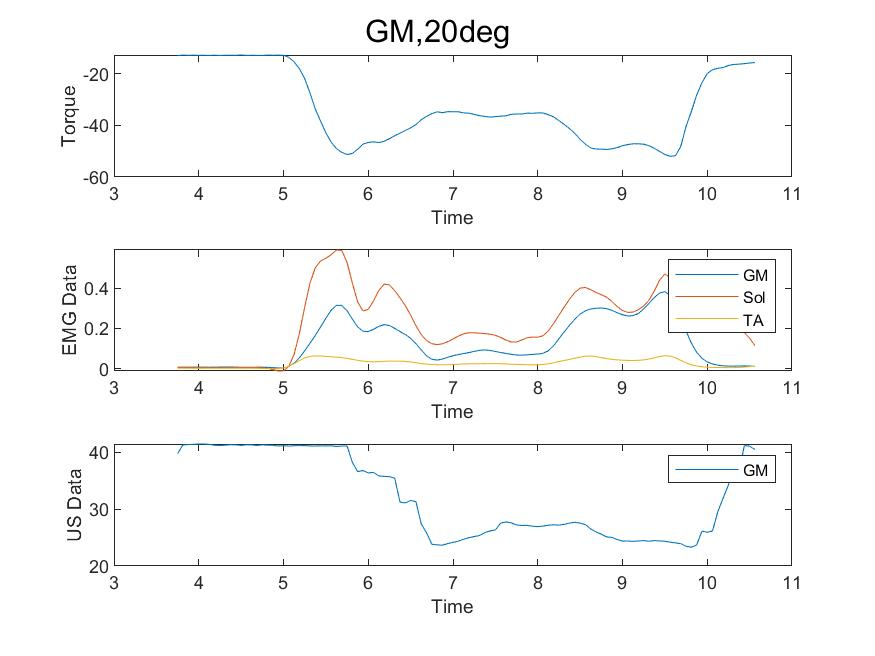 GM,20deg
-20
-40
-60
Torque
3 4 5 6 7 8 9 10 11
Time
0.4
0.2
0
EMG Data
GM
Sol
TA
3 4 5 6 7 8 9 10 11
Time
40
30
20
US Data
GM
3 4 5 6 7 8 9 10 11
Time